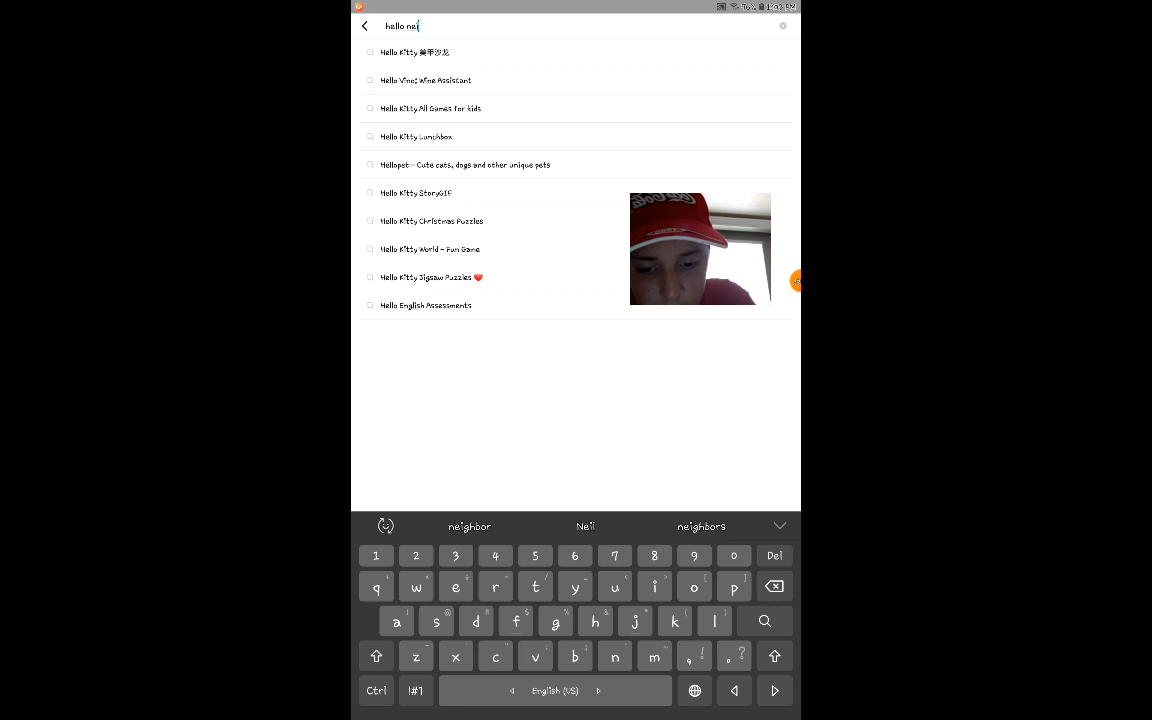 76%
hello nei
Hello Kitty 美甲沙龙
Hello Vino: Wine Assistant
Hello Kitty All Games for kids
Hello Kitty Lunchbox
Hellopet - Cute cats, dogs and other unique pets
Hello Kitty StoryGIF
Hello Kitty Christmas Puzzles
Hello Kitty World - Fun Game
Hello Kitty Jigsaw Puzzles ❤️
Hello English Assessments
neighbor Neil neighbors
1 2 3 4 5 6 7 8 9 0 Del
q w e r t y u i o p
a s d f g h j k l
z x c v b n m , ! . ?
Ctrl !#1 English (US)